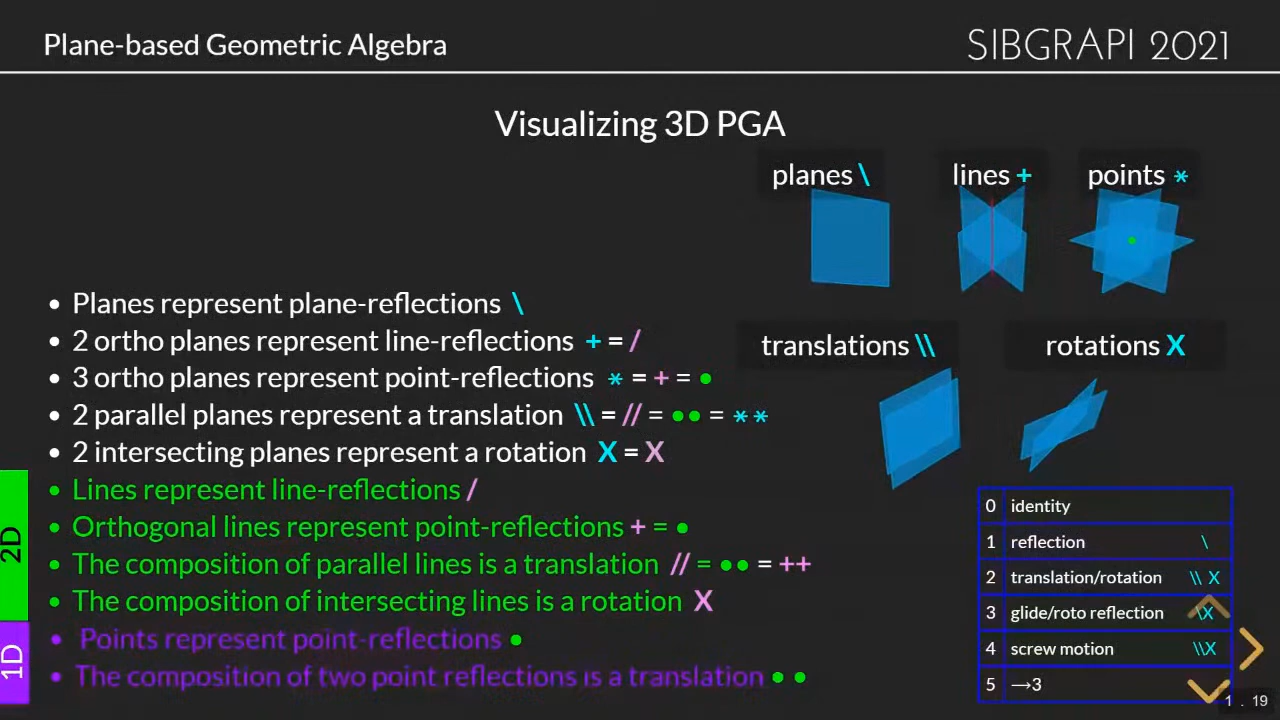 Plane-based Geometric Algebra
SIBGRAPI 2021
Visualizing 3D PGA
planes \
lines +
points *
• Planes represent plane-reflections \
• 2 ortho planes represent line-reflections + = /
• 3 ortho planes represent point-reflections * = + = •
• 2 parallel planes represent a translation \\ = // = •• = **
• 2 intersecting planes represent a rotation X = X
translations \\
rotations X
2D
• Lines represent line-reflections /
• Orthogonal lines represent point-reflections + = •
• The composition of parallel lines is a translation // = •• = ++
• The composition of intersecting lines is a rotation X
1D
• Points represent point-reflections •
• The composition of two point reflections is a translation • •
0 identity
1 reflection \
2 translation/rotation \\ X
3 glide/roto reflection \X
4 screw motion \\X
5 →3
1 . 19